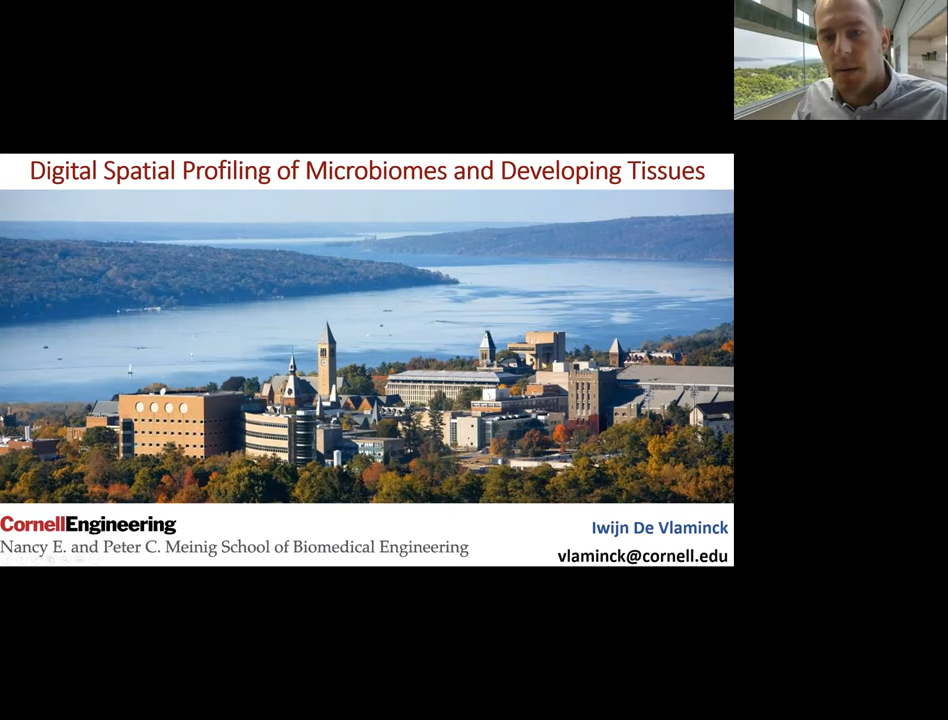 Digital Spatial Profiling of Microbiomes and Developing Tissues
CornellEngineering
Nancy E. and Peter C. Meinig School of Biomedical Engineering
Iwijn De Vlaminck
vlaminck@cornell.edu